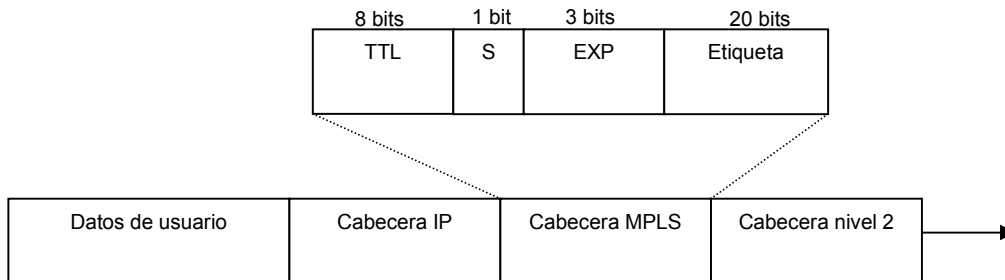 8 bits 1 bit 3 bits 20 bits
TTL S EXP Etiqueta
Datos de usuario Cabecera IP Cabecera MPLS Cabecera nivel 2